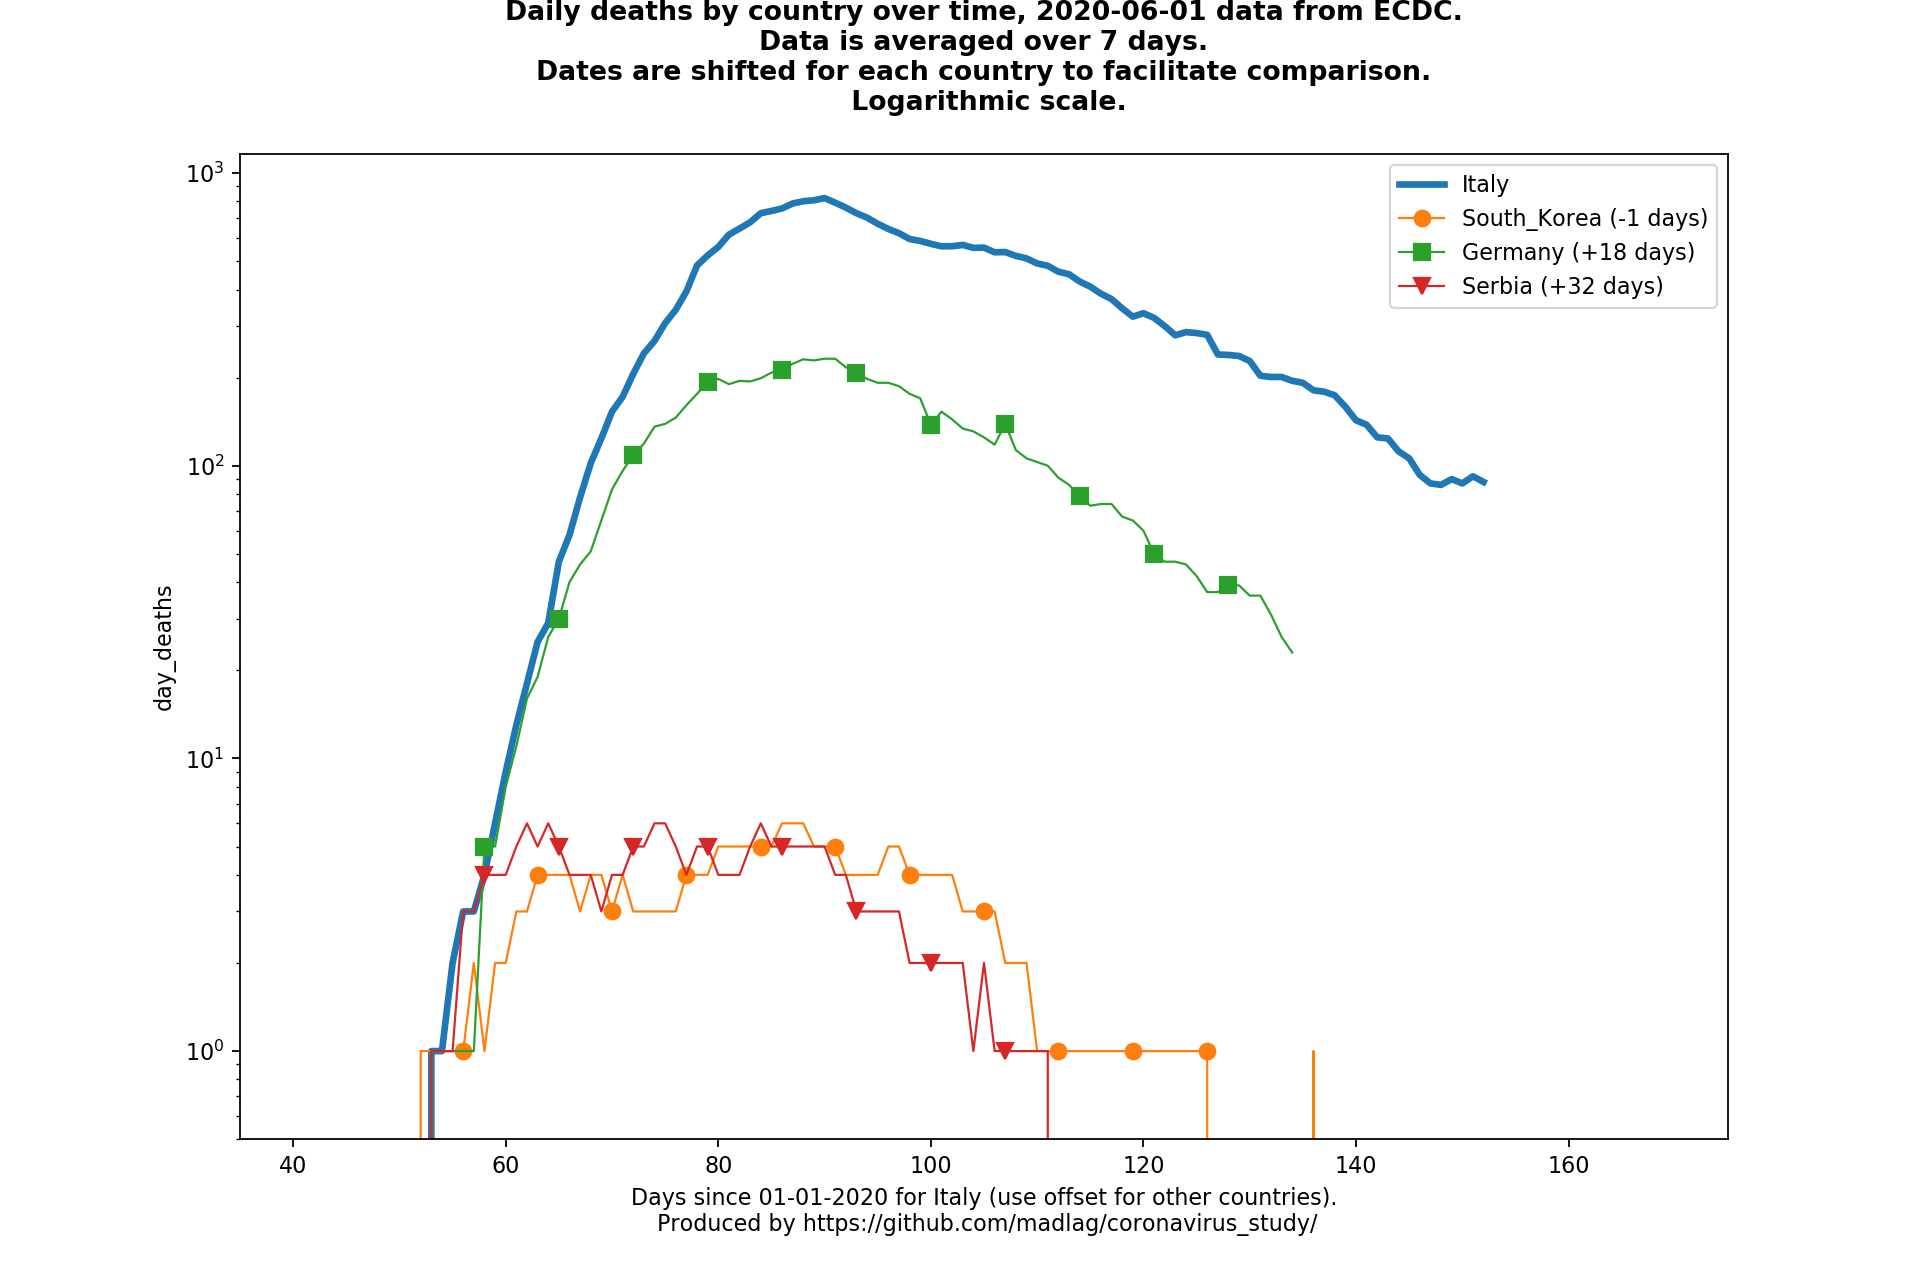 Daily deaths by country over time, 2020-06-01 data from ECDC.
Data is averaged over 7 days.
Dates are shifted for each country to facilitate comparison.
Logarithmic scale.
10³
10²
10¹
10⁰
day_deaths
Italy
South_Korea (-1 days)
Germany (+18 days)
Serbia (+32 days)
40 60 80 100 120 140 160
Days since 01-01-2020 for Italy (use offset for other countries).
Produced by https://github.com/madlag/coronavirus_study/